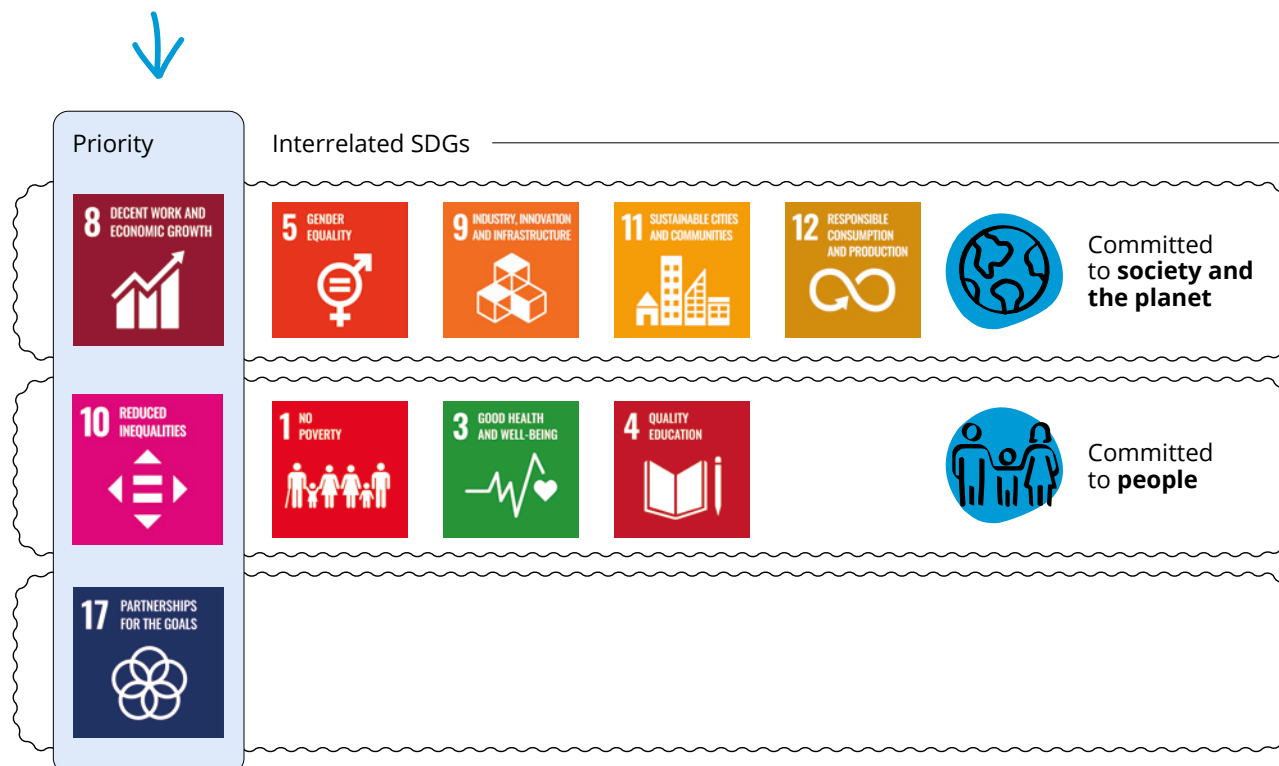 Priority
Interrelated SDGs
8 DECENT WORK AND
ECONOMIC GROWTH
5 GENDER
EQUALITY
9 INDUSTRY, INNOVATION
AND INFRASTRUCTURE
11 SUSTAINABLE CITIES
AND COMMUNITIES
12 RESPONSIBLE
CONSUMPTION
AND PRODUCTION
Committed
to society and
the planet
10 REDUCED
INEQUALITIES
1 NO
POVERTY
3 GOOD HEALTH
AND WELL-BEING
4 QUALITY
EDUCATION
Committed
to people
17 PARTNERSHIPS
FOR THE GOALS